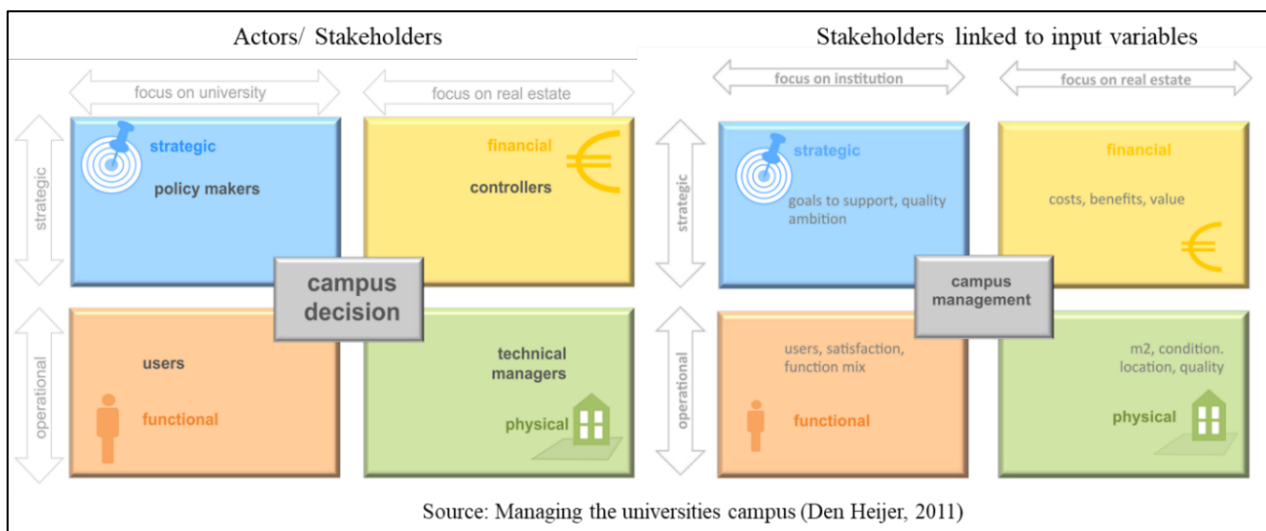 Actors/ Stakeholders
focus on university
focus on real estate
strategic
strategic
policy makers
financial
controllers
campus
decision
operational
users
functional
technical
managers
physical
Stakeholders linked to input variables
focus on institution
focus on real estate
strategic
strategic
goals to support, quality
ambition
financial
costs, benefits, value
campus
management
operational
users, satisfaction,
function mix
functional
m2, condition.
location, quality
physical
Source: Managing the universities campus (Den Heijer, 2011)